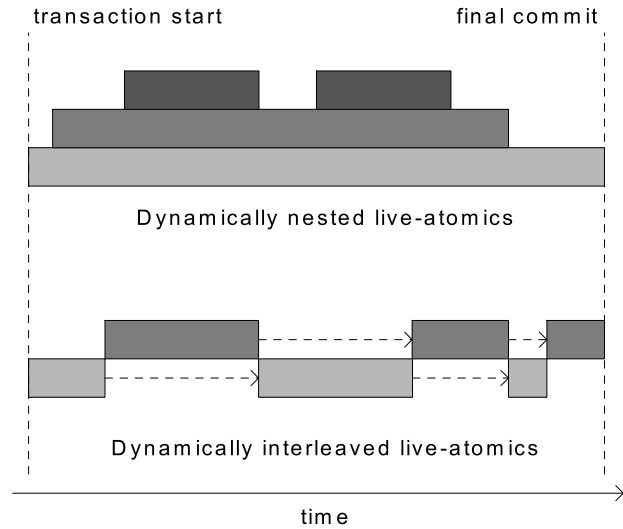 transaction start
final commit
Dynamically nested live-atomics
Dynamically interleaved live-atomics
time